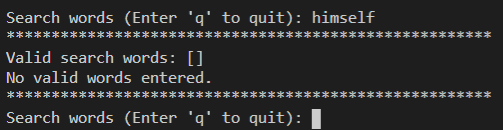 Search words (Enter 'q' to quit): himself
******************************************************
Valid search words: []
No valid words entered.
******************************************************
Search words (Enter 'q' to quit):